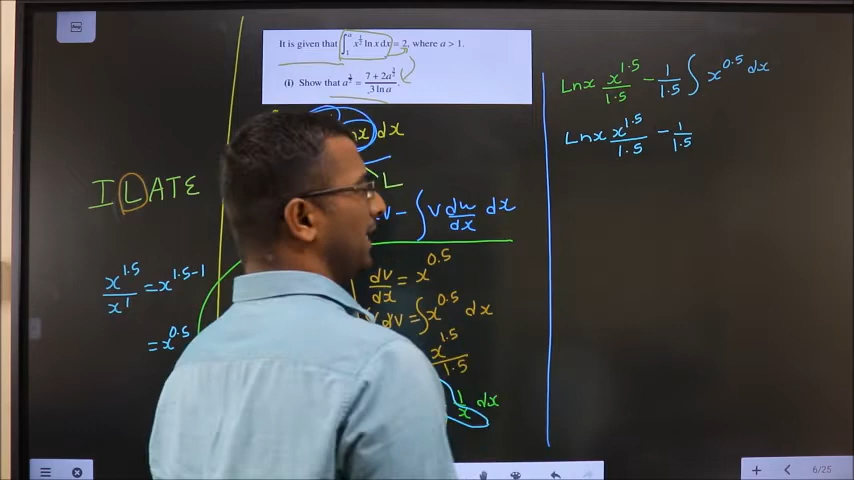 It is given that ∫₁ᵃ x^(1/2) ln x dx = 2, where a > 1.
(i) Show that a^(3/2) = (7 + 2a^(3/2)) / (3 ln a).
dx
L
I LATE
V − ∫ V du/dx dx
x^1.5 / x^1 = x^(1.5−1)
= x^0.5
dv/dx = x^0.5
dv = ∫ x^0.5 dx
x^1.5 / 1.5
1/x dx
Lnx x^1.5/1.5 − 1/1.5 ∫ x^0.5 dx
Lnx x^1.5/1.5 − 1/1.5
6/25